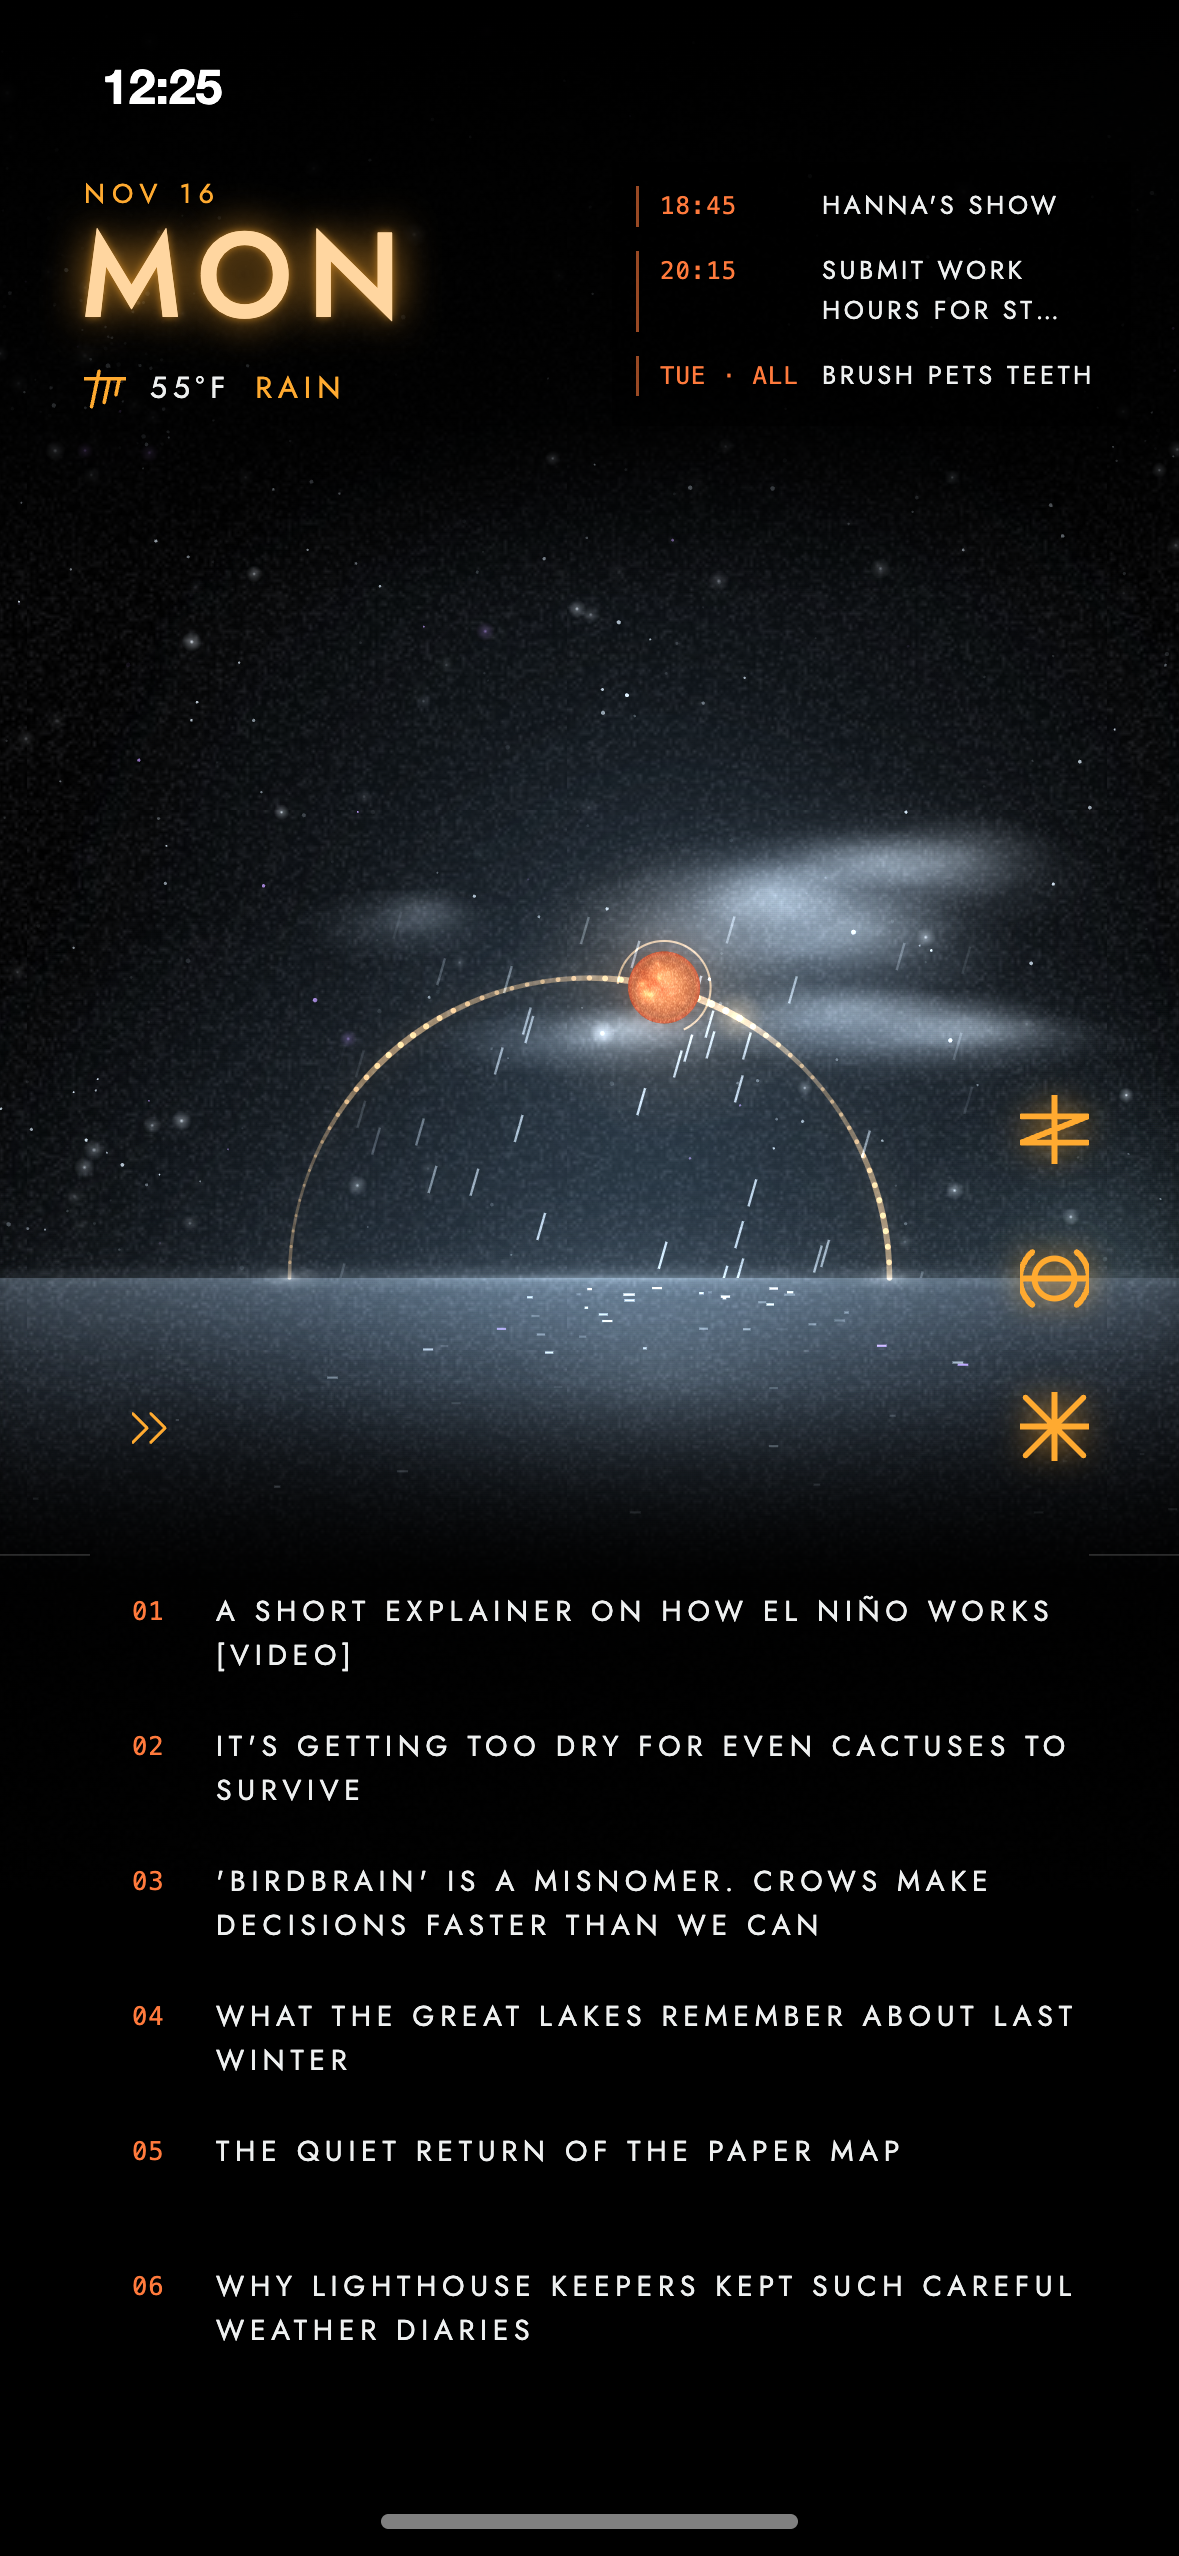 12:25
NOV 16
MON
55°F RAIN
18:45 HANNA'S SHOW
20:15 SUBMIT WORK
HOURS FOR ST...
TUE · ALL BRUSH PETS TEETH
01 A SHORT EXPLAINER ON HOW EL NIÑO WORKS
[VIDEO]
02 IT'S GETTING TOO DRY FOR EVEN CACTUSES TO
SURVIVE
03 'BIRDBRAIN' IS A MISNOMER. CROWS MAKE
DECISIONS FASTER THAN WE CAN
04 WHAT THE GREAT LAKES REMEMBER ABOUT LAST
WINTER
05 THE QUIET RETURN OF THE PAPER MAP
06 WHY LIGHTHOUSE KEEPERS KEPT SUCH CAREFUL
WEATHER DIARIES